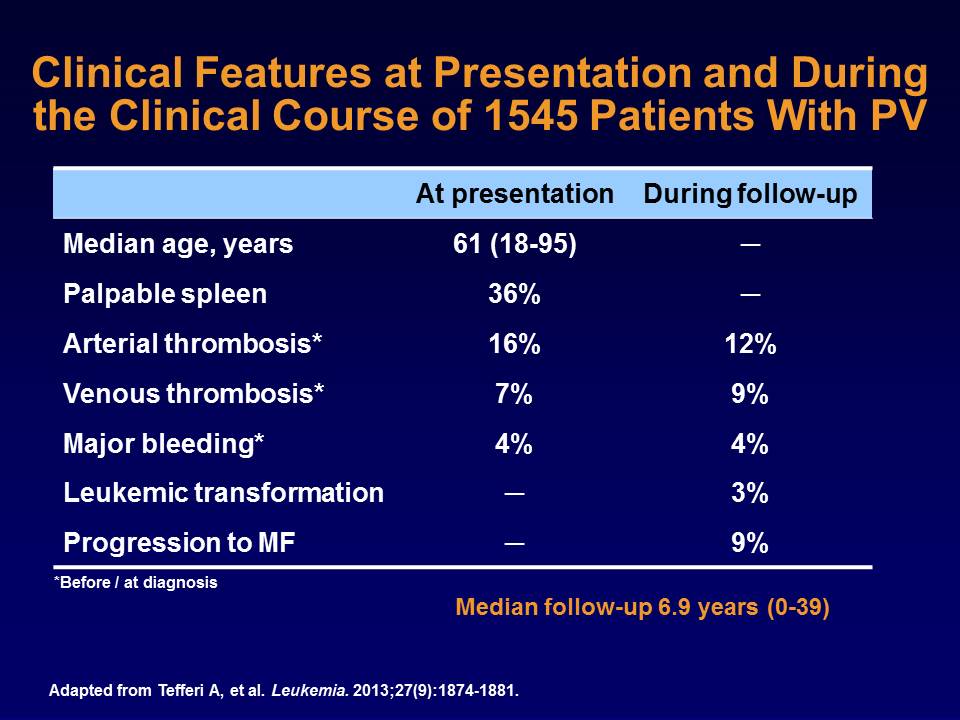 Clinical Features at Presentation and During
the Clinical Course of 1545 Patients With PV
At presentation During follow-up
Median age, years 61 (18-95) —
Palpable spleen 36% —
Arterial thrombosis* 16% 12%
Venous thrombosis* 7% 9%
Major bleeding* 4% 4%
Leukemic transformation — 3%
Progression to MF — 9%
*Before / at diagnosis
Median follow-up 6.9 years (0-39)
Adapted from Tefferi A, et al. Leukemia. 2013;27(9):1874-1881.